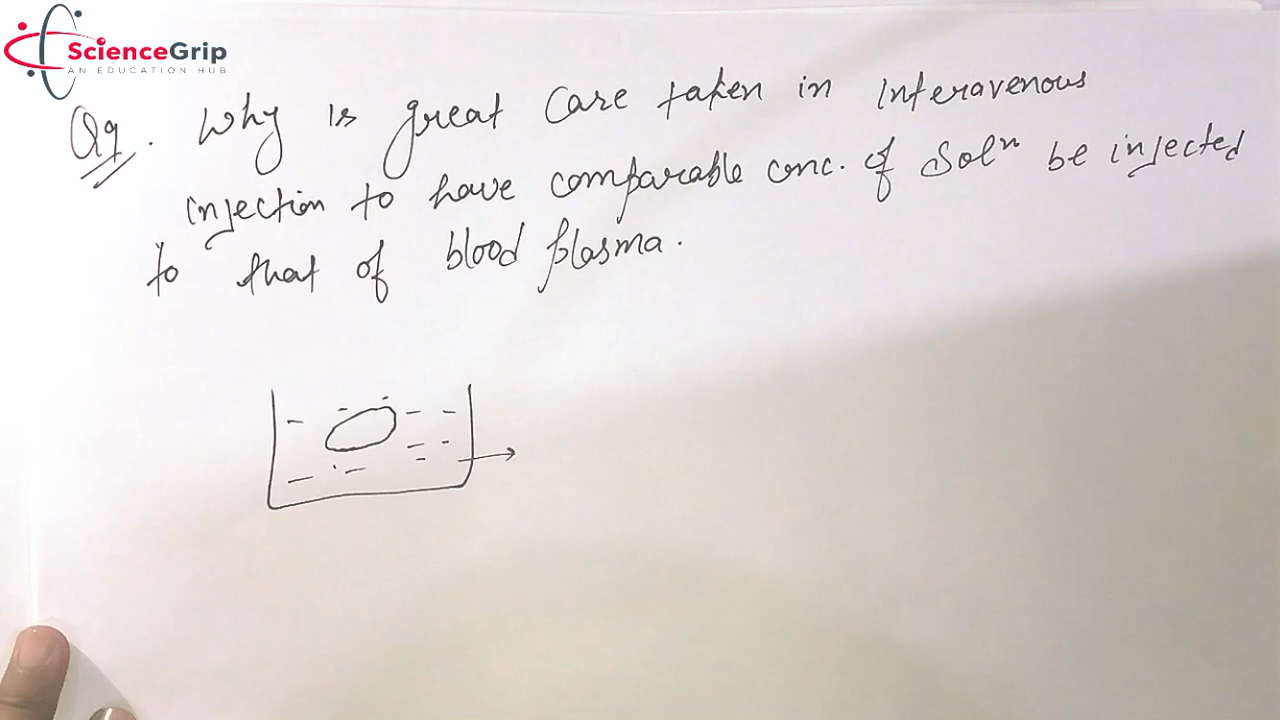 ScienceGrip
AN EDUCATION HUB
Q9. Why is great care taken in interavenous
injection to have comparable conc. of Solⁿ be injected
to that of blood plasma.